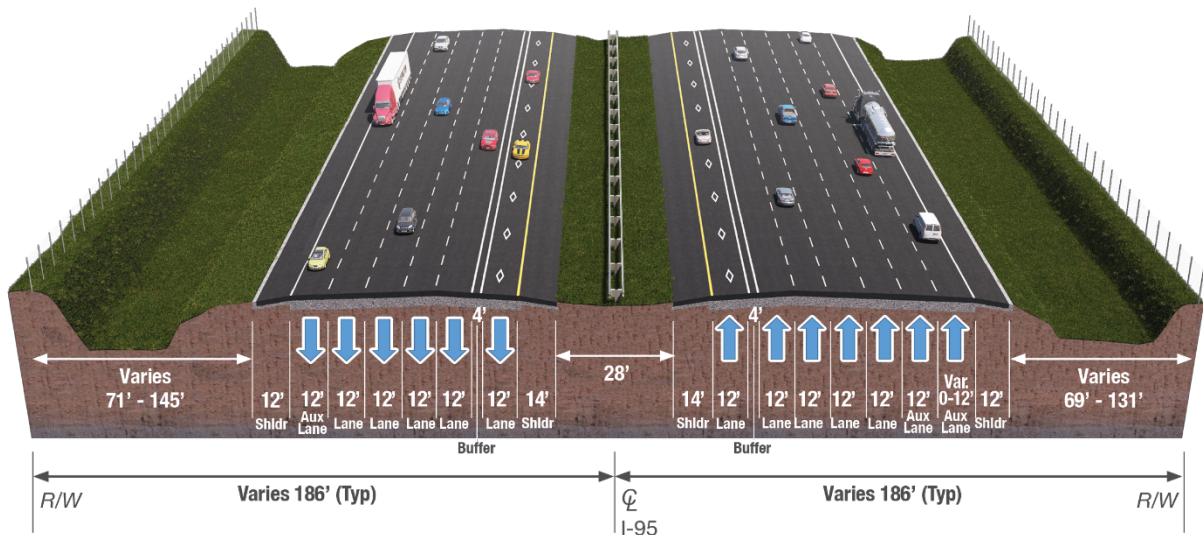 4'
4'
28'
Varies
71' - 145'
12'
Shldr
12'
Aux
Lane
12'
Lane
12'
Lane
12'
Lane
12'
Lane
12'
Lane
14'
Shldr
14'
Shldr
12'
Lane
12'
Lane
12'
Lane
12'
Lane
12'
Lane
12'
Aux
Lane
Var.
0-12'
Aux
Lane
12'
Shldr
Varies
69' - 131'
Buffer
Buffer
R/W
Varies 186' (Typ)
℄
I-95
Varies 186' (Typ)
R/W